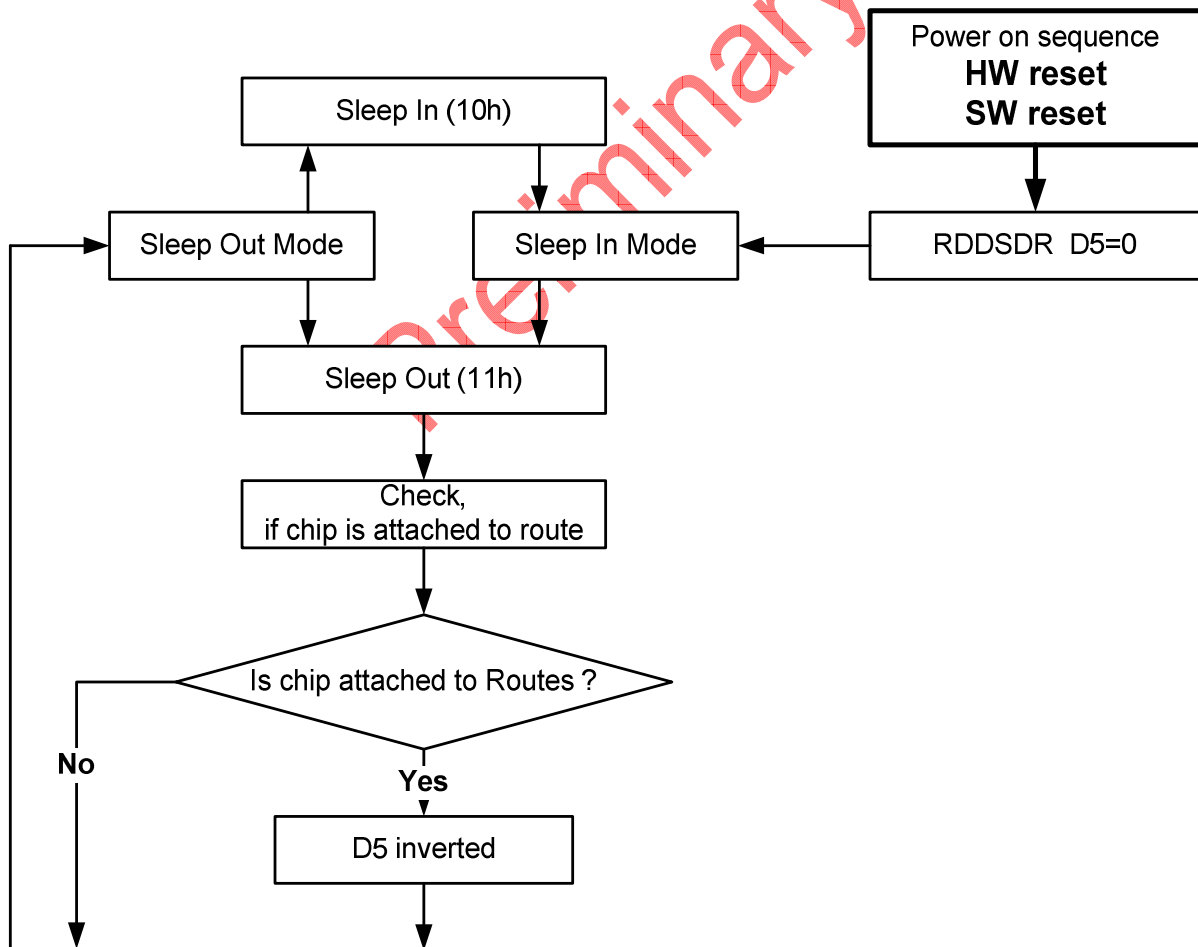 Preliminary
Power on sequence
HW reset
SW reset
Sleep In (10h)
Sleep Out Mode
Sleep In Mode
RDDSDR D5=0
Sleep Out (11h)
Check,
if chip is attached to route
Is chip attached to Routes ?
No
Yes
D5 inverted